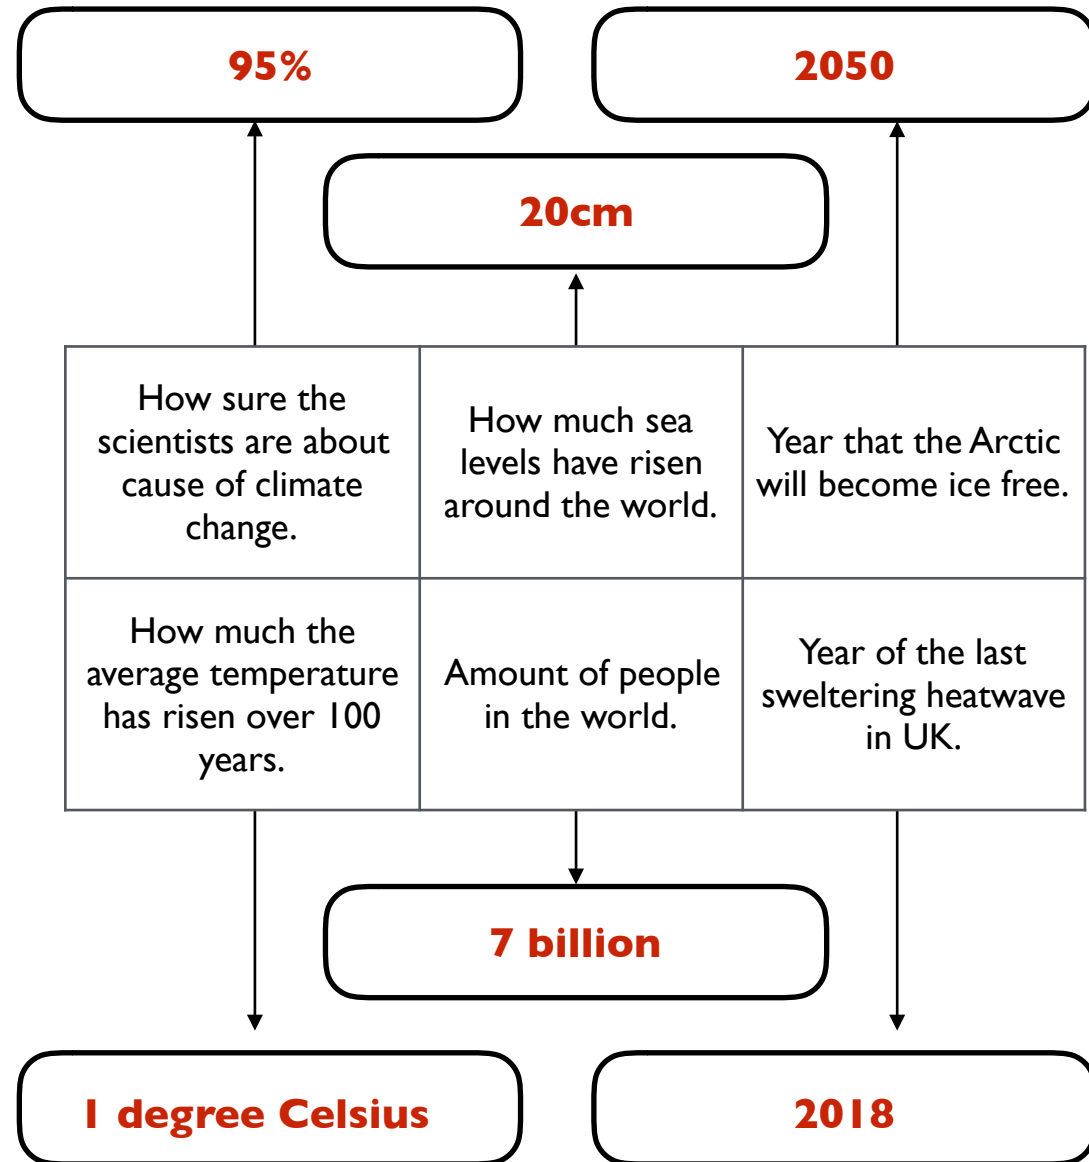 95%
2050
20cm
How sure the
scientists are about
cause of climate
change.
How much sea
levels have risen
around the world.
Year that the Arctic
will become ice free.
How much the
average temperature
has risen over 100
years.
Amount of people
in the world.
Year of the last
sweltering heatwave
in UK.
7 billion
1 degree Celsius
2018